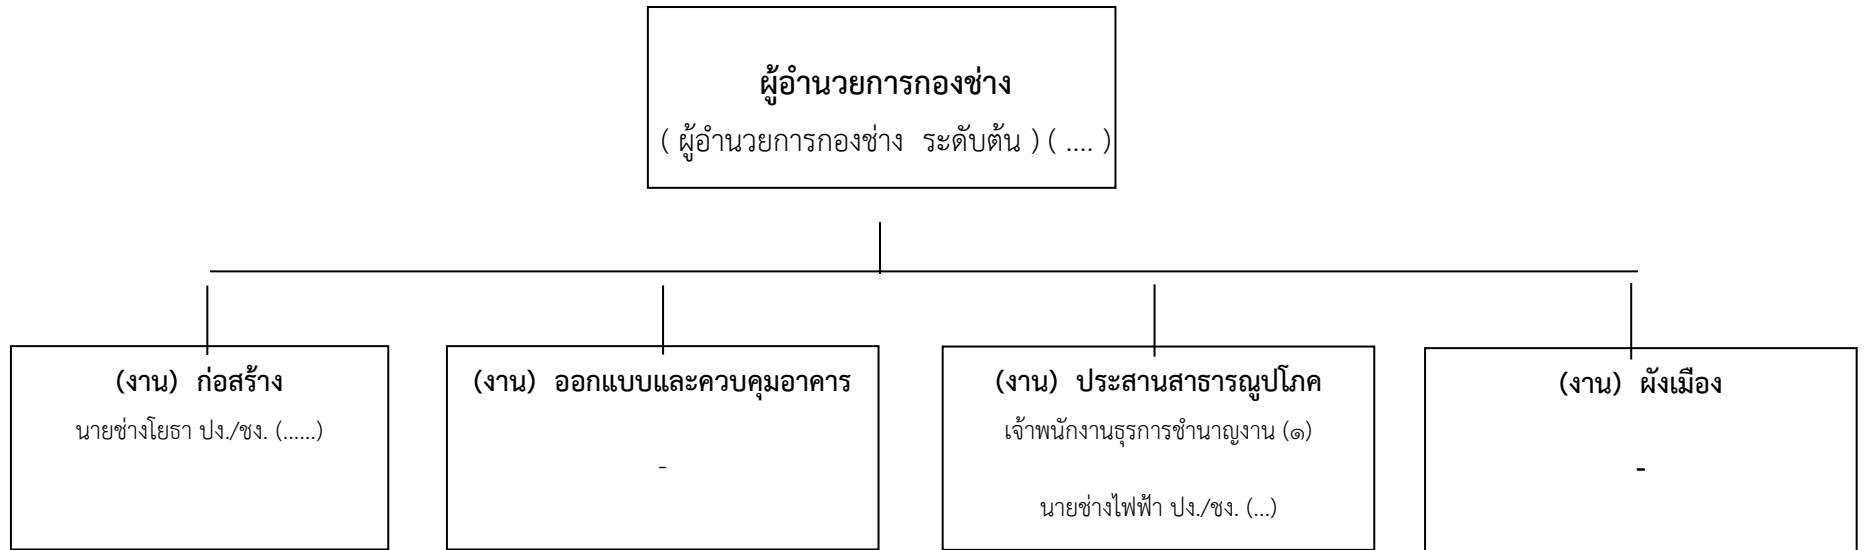 ผู้อำนวยการกองช่าง
( ผู้อำนวยการกองช่าง ระดับต้น ) ( .... )
(งาน) ก่อสร้าง
นายช่างโยธา ปง./ชง. (......)
(งาน) ออกแบบและควบคุมอาคาร
-
(งาน) ประสานสาธารณูปโภค
เจ้าพนักงานธุรการชำนาญงาน (๑)
นายช่างไฟฟ้า ปง./ชง. (...)
(งาน) ผังเมือง
-